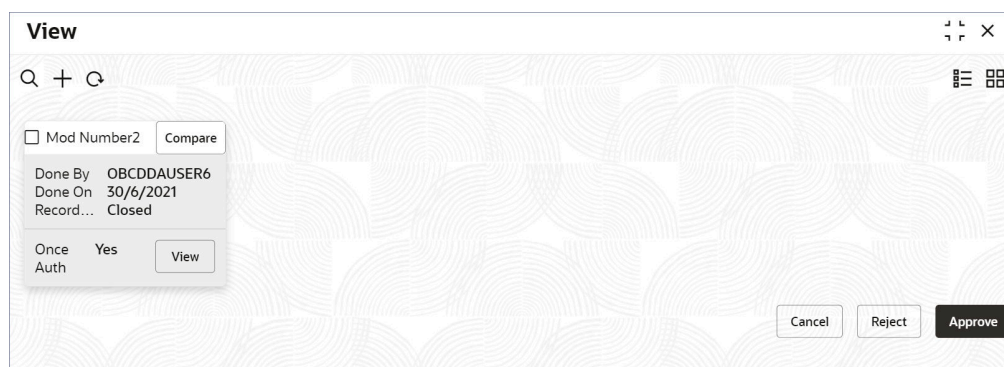 View
Mod Number2 Compare
Done By OBCDDAUSER6
Done On 30/6/2021
Record... Closed
Once Auth Yes View
Cancel Reject Approve